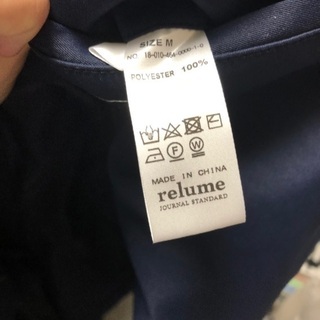 SIZE M
POLYESTER 100%
F W
MADE IN CHINA
relume
JOURNAL STANDARD